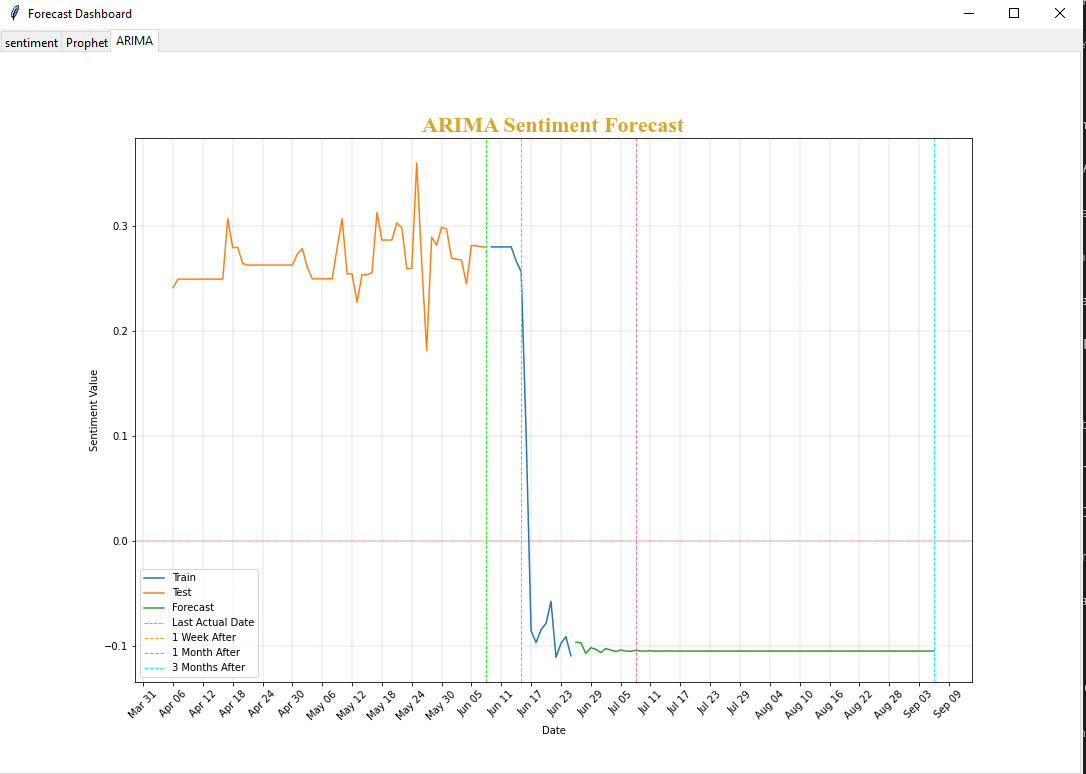 Forecast Dashboard
sentiment Prophet ARIMA
ARIMA Sentiment Forecast
Sentiment Value
0.3
0.2
0.1
0.0
−0.1
Train
Test
Forecast
Last Actual Date
1 Week After
1 Month After
3 Months After
Mar 31 Apr 06 Apr 12 Apr 18 Apr 24 Apr 30 May 06 May 12 May 18 May 24 May 30 Jun 05 Jun 11 Jun 17 Jun 23 Jun 29 Jul 05 Jul 11 Jul 17 Jul 23 Jul 29 Aug 04 Aug 10 Aug 16 Aug 22 Aug 28 Sep 03 Sep 09
Date